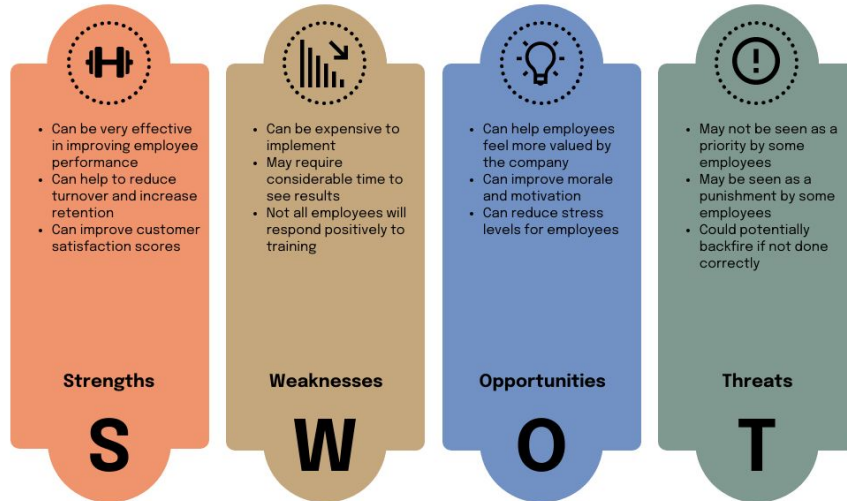 • Can be very effective
in improving employee
performance
• Can help to reduce
turnover and increase
retention
• Can improve customer
satisfaction scores
Strengths
S
• Can be expensive to
implement
• May require
considerable time to
see results
• Not all employees will
respond positively to
training
Weaknesses
W
• Can help employees
feel more valued by
the company
• Can improve morale
and motivation
• Can reduce stress
levels for employees
Opportunities
O
• May not be seen as a
priority by some
employees
• May be seen as a
punishment by some
employees
• Could potentially
backfire if not done
correctly
Threats
T